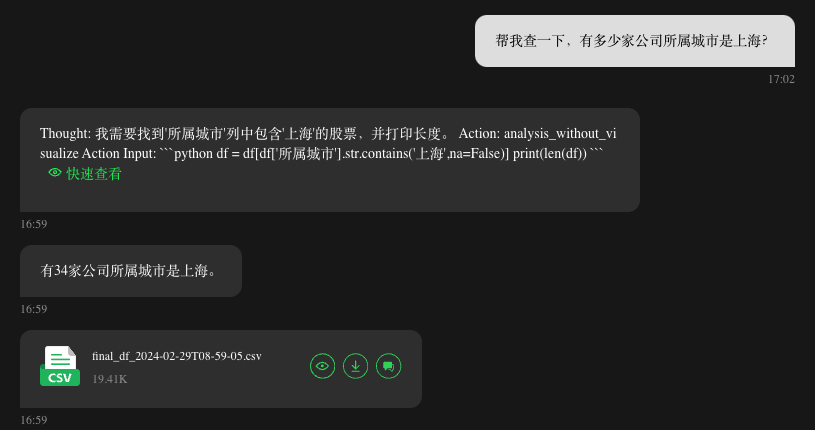 帮我查一下，有多少家公司所属城市是上海?
17:02
Thought: 我需要找到'所属城市'列中包含'上海'的股票，并打印长度。 Action: analysis_without_vi
sualize Action Input: ```python df = df[df['所属城市'].str.contains('上海',na=False)] print(len(df)) ```
快速查看
16:59
有34家公司所属城市是上海。
16:59
CSV
final_df_2024-02-29T08-59-05.csv
19.41K
16:59